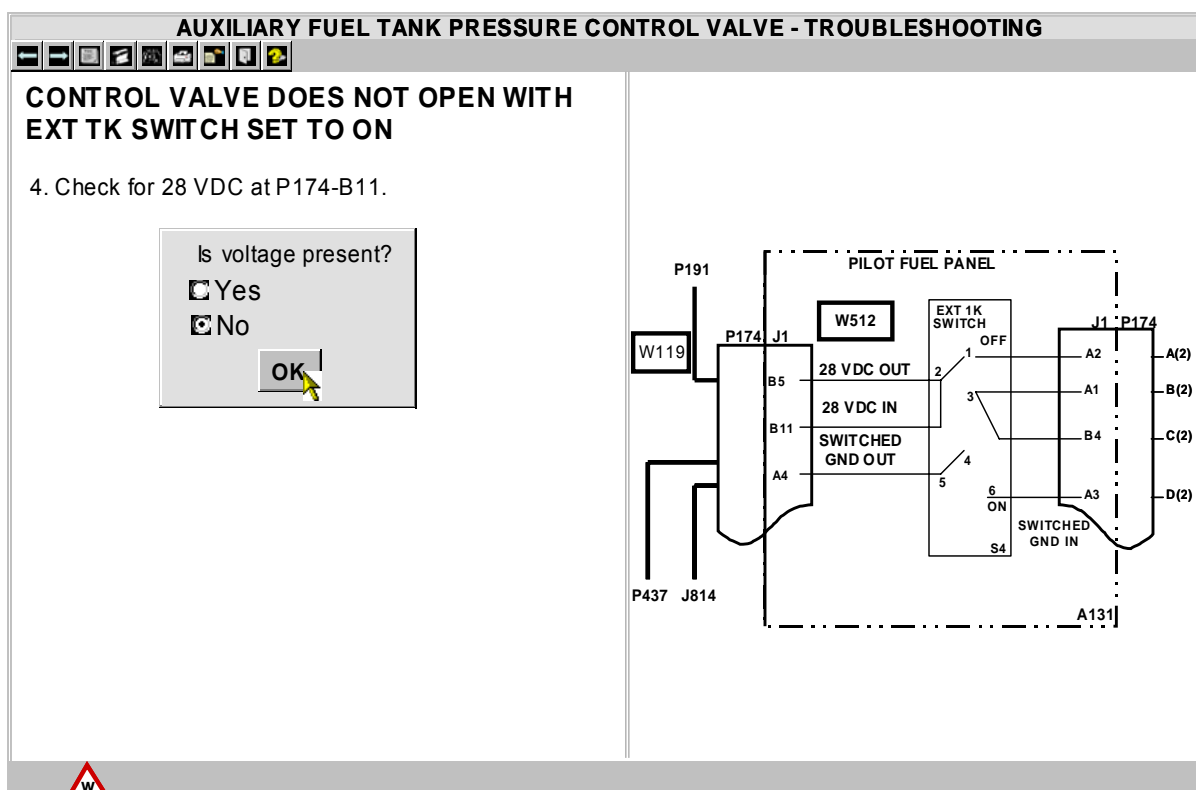 AUXILIARY FUEL TANK PRESSURE CONTROL VALVE - TROUBLESHOOTING
CONTROL VALVE DOES NOT OPEN WITH
EXT TK SWITCH SET TO ON
4. Check for 28 VDC at P174-B11.
Is voltage present?
Yes
No
OK
P191
PILOT FUEL PANEL
W119
P174
J1
W512
EXT 1K
SWITCH
OFF
J1
P174
B5
28 VDC OUT
2
1
A2
A(2)
28 VDC IN
3
A1
B(2)
B11
SWITCHED
GND OUT
B4
C(2)
A4
5
4
6
ON
A3
D(2)
SWITCHED
GND IN
S4
P437
J814
A131
W